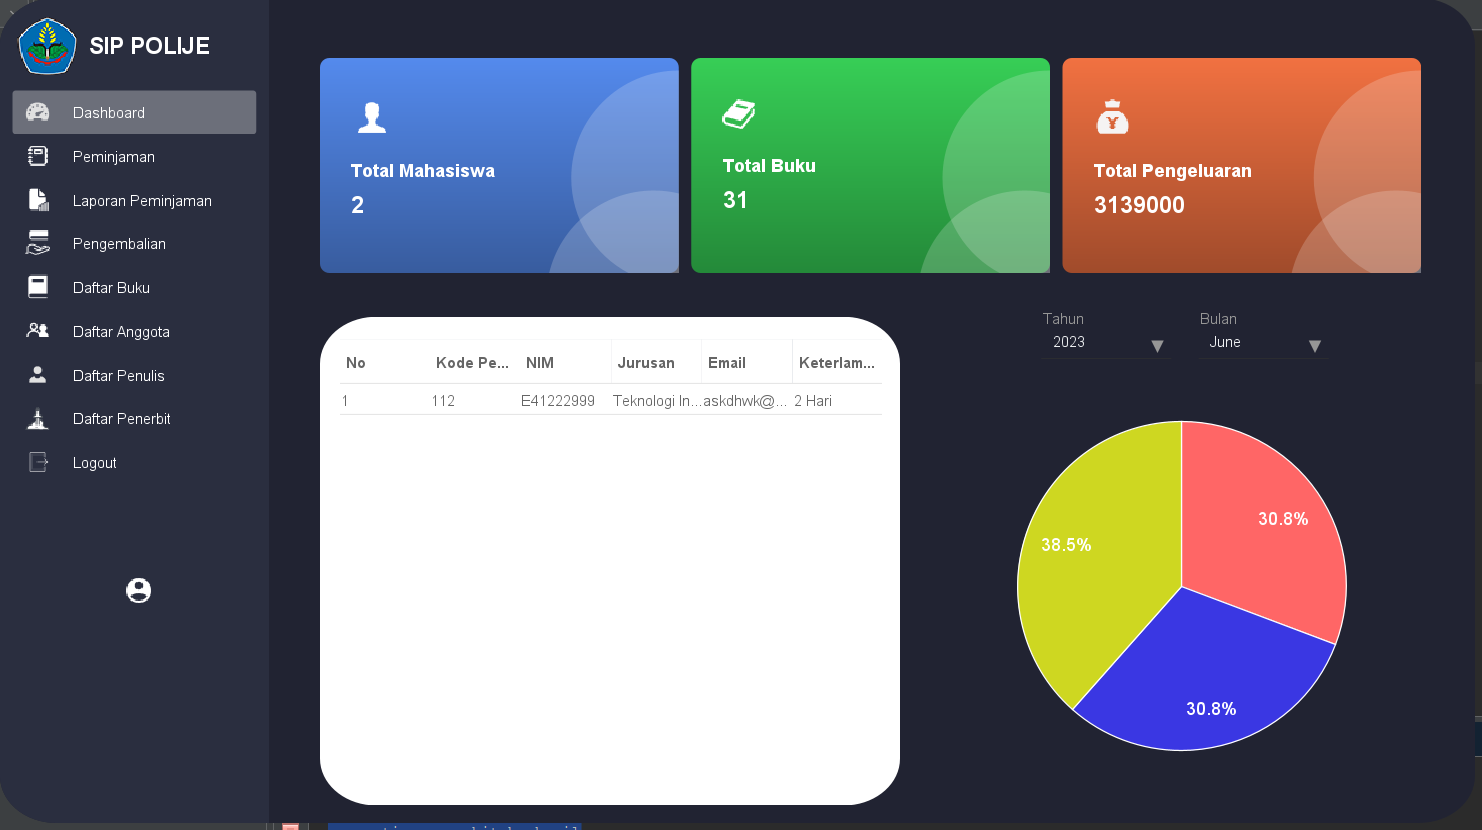 SIP POLIJE
Dashboard
Peminjaman
Laporan Peminjaman
Pengembalian
Daftar Buku
Daftar Anggota
Daftar Penulis
Daftar Penerbit
Logout
Total Mahasiswa
2
Total Buku
31
Total Pengeluaran
3139000
No Kode Pe... NIM Jurusan Email Keterlam...
1 112 E41222999 Teknologi In... askdhwk@... 2 Hari
Tahun Bulan
2023 June
30.8%
38.5%
30.8%